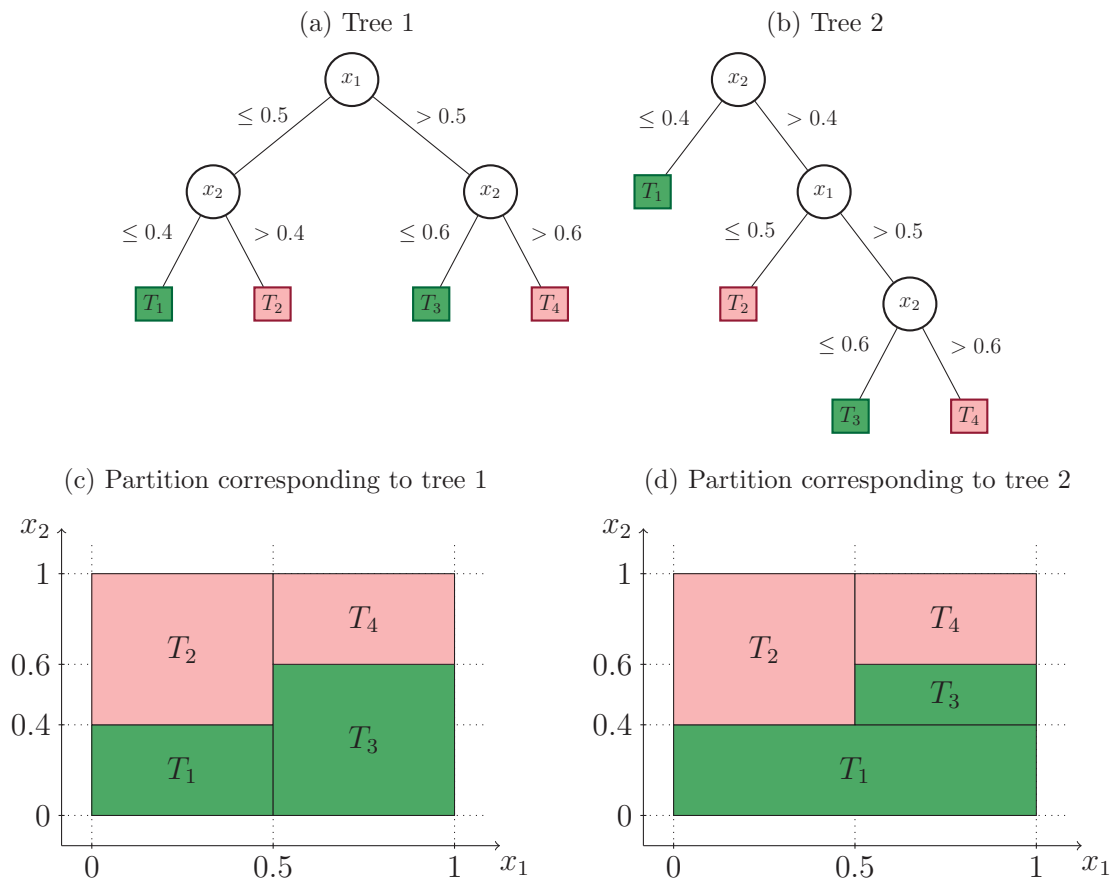 (a) Tree 1
(b) Tree 2
x₁
x₂
≤ 0.5
> 0.5
≤ 0.4
> 0.4
x₂
x₂
T₁
x₁
≤ 0.4
> 0.4
≤ 0.6
> 0.6
≤ 0.5
> 0.5
T₁
T₂
T₃
T₄
T₂
x₂
≤ 0.6
> 0.6
T₃
T₄
(c) Partition corresponding to tree 1
(d) Partition corresponding to tree 2
x₂
1
0.6
0.4
0
T₂
T₄
T₁
T₃
0
0.5
1
x₁
x₂
1
0.6
0.4
0
T₂
T₄
T₃
T₁
0
0.5
1
x₁